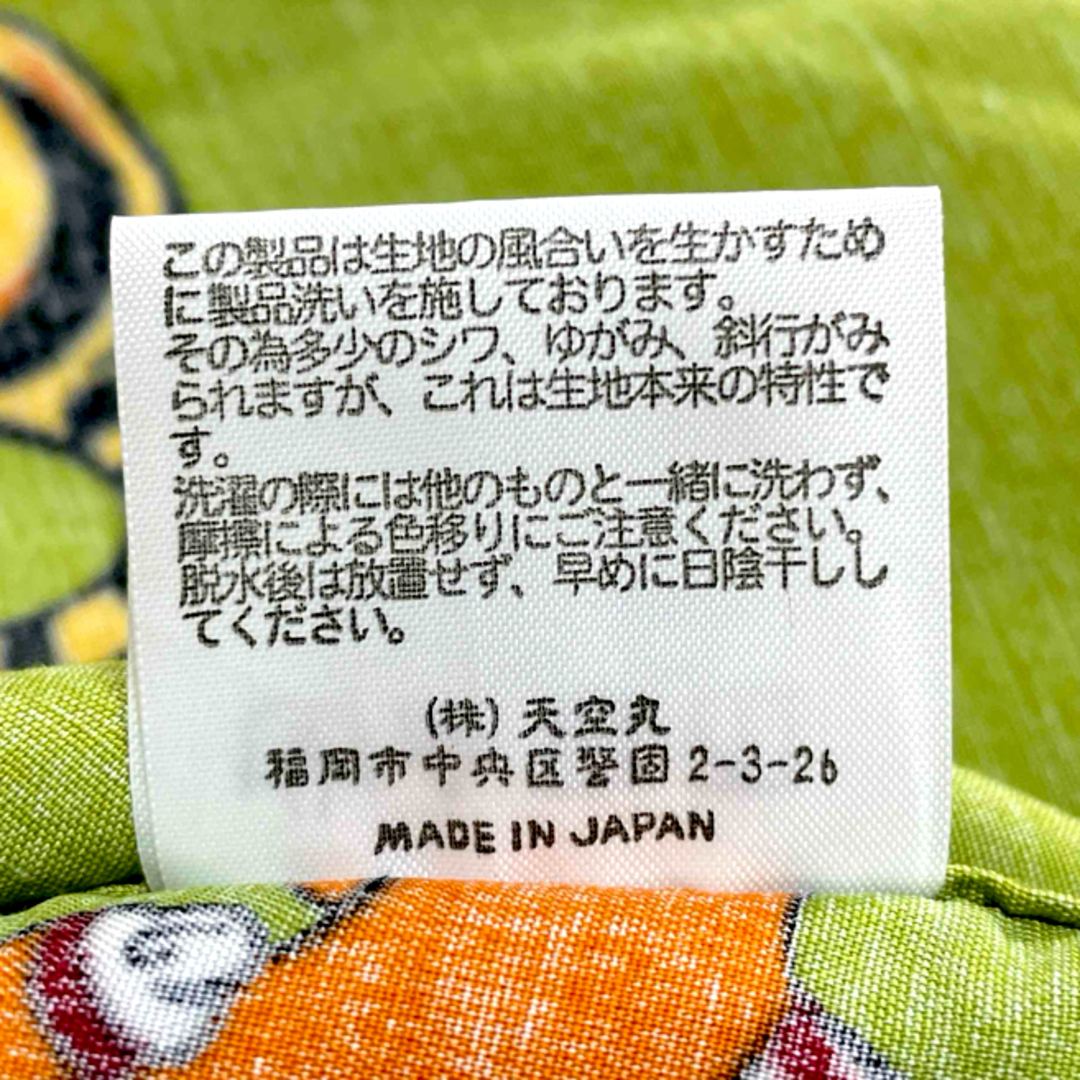 この製品は生地の風合いを生かすため
に製品洗いを施しております。
その為多少のシワ、ゆがみ、斜行がみ
られますが、これは生地本来の特性で
す。
洗濯の際には他のものと一緒に洗わず、
摩擦による色移りにご注意ください。
脱水後は放置せず、早めに日陰干しし
てください。
(株)天空丸
福岡市中央区警固2-3-26
MADE IN JAPAN